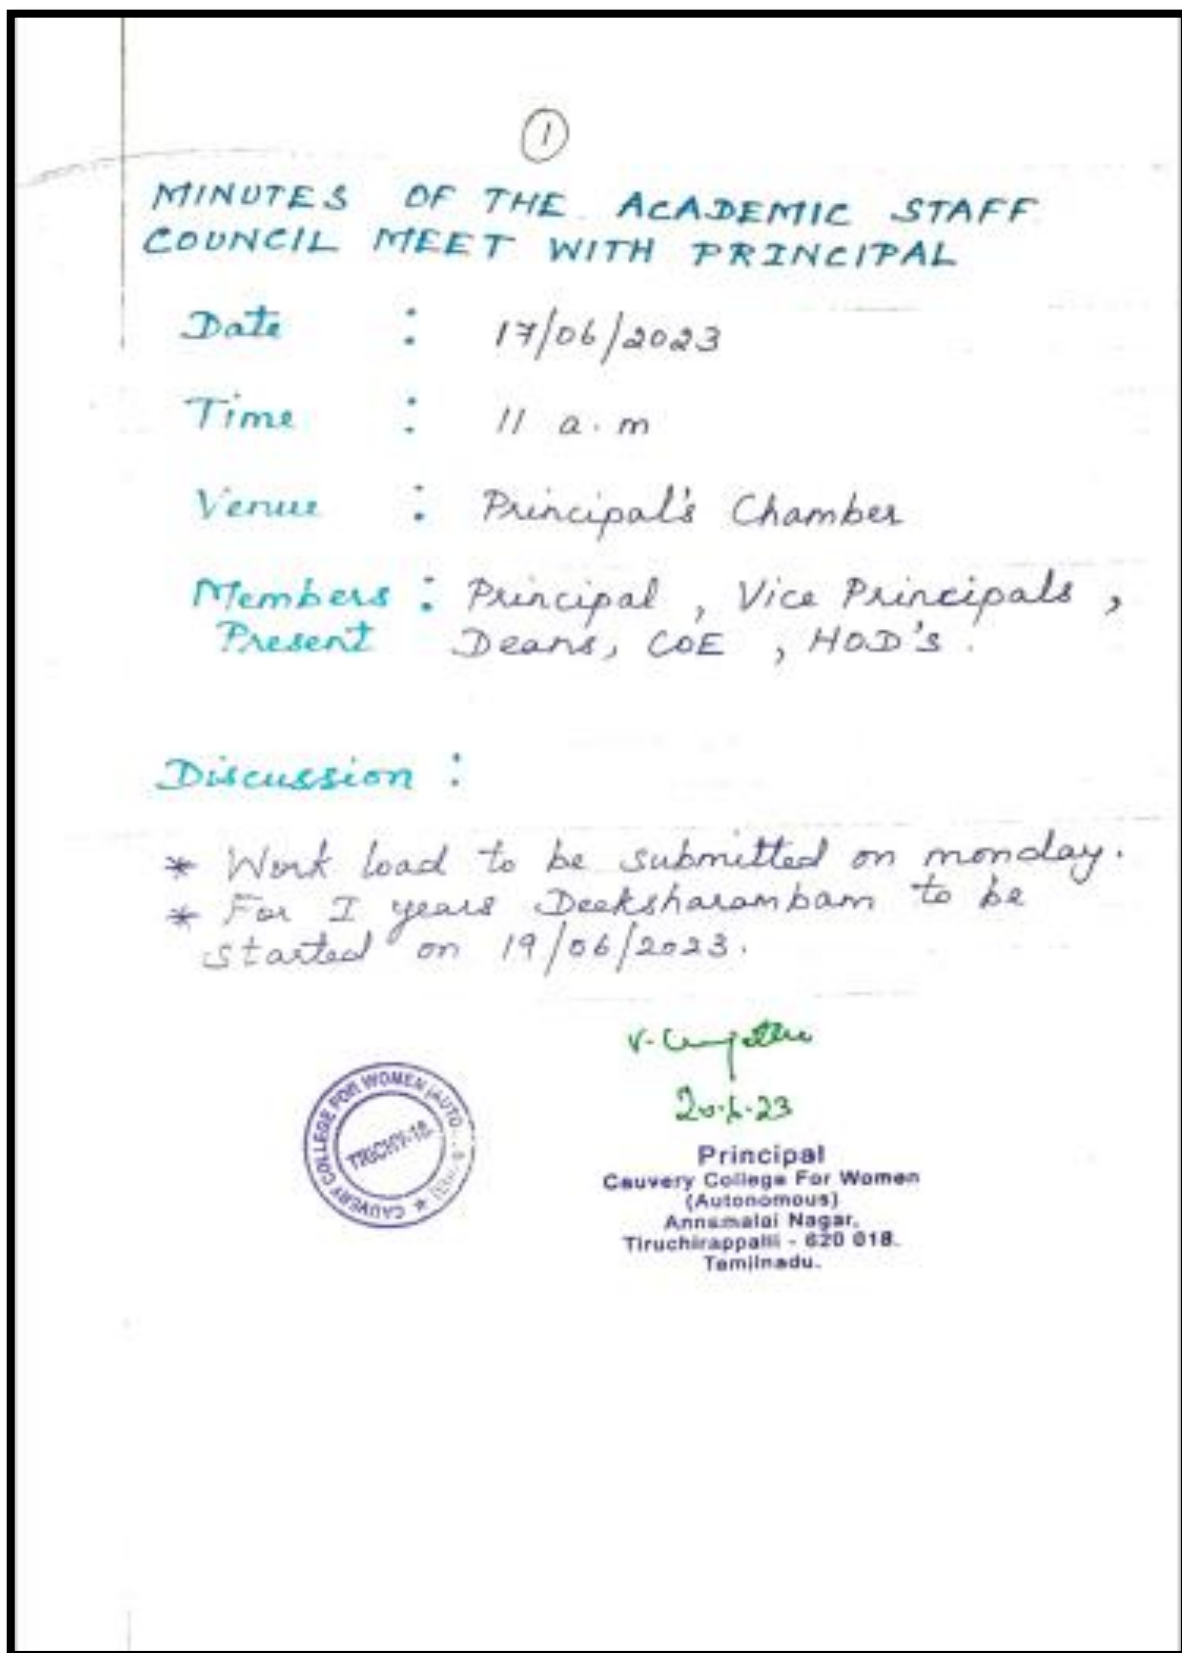 1
MINUTES OF THE ACADEMIC STAFF
COUNCIL MEET WITH PRINCIPAL
Date : 17/06/2023
Time : 11 a.m
Venue : Principal's Chamber
Members : Principal, Vice Principals,
Present Deans, COE, HOD's.
Discussion :
* Work load to be submitted on monday.
* For I years Deeksharambam to be
started on 19/06/2023.
20.6.23
CAUVERY COLLEGE FOR WOMEN
TRICHY-18
Principal
Cauvery College For Women
(Autonomous)
Annamalai Nagar,
Tiruchirappalli - 620 018.
Tamilnadu.